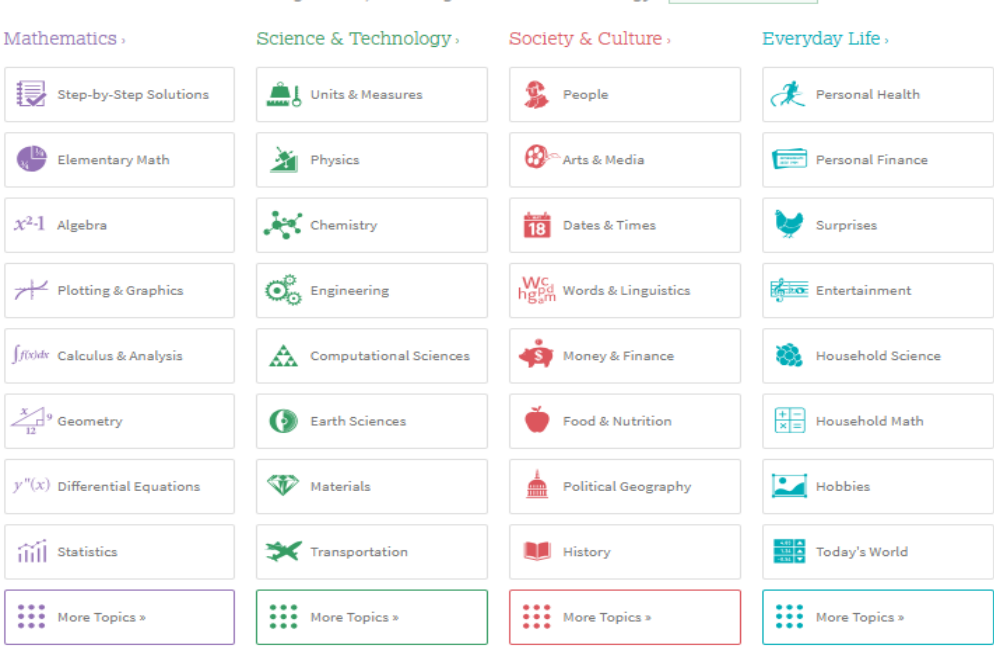 Mathematics ›
Step-by-Step Solutions
Elementary Math
x²-1 Algebra
Plotting & Graphics
∫f(x)dx Calculus & Analysis
x 9 12 Geometry
y"(x) Differential Equations
Statistics
More Topics »
Science & Technology ›
Units & Measures
Physics
Chemistry
Engineering
Computational Sciences
Earth Sciences
Materials
Transportation
More Topics »
Society & Culture ›
People
Arts & Media
18 Dates & Times
Words & Linguistics
$ Money & Finance
Food & Nutrition
Political Geography
History
More Topics »
Everyday Life ›
Personal Health
Personal Finance
Surprises
Entertainment
Household Science
+ − × = Household Math
Hobbies
Today's World
More Topics »